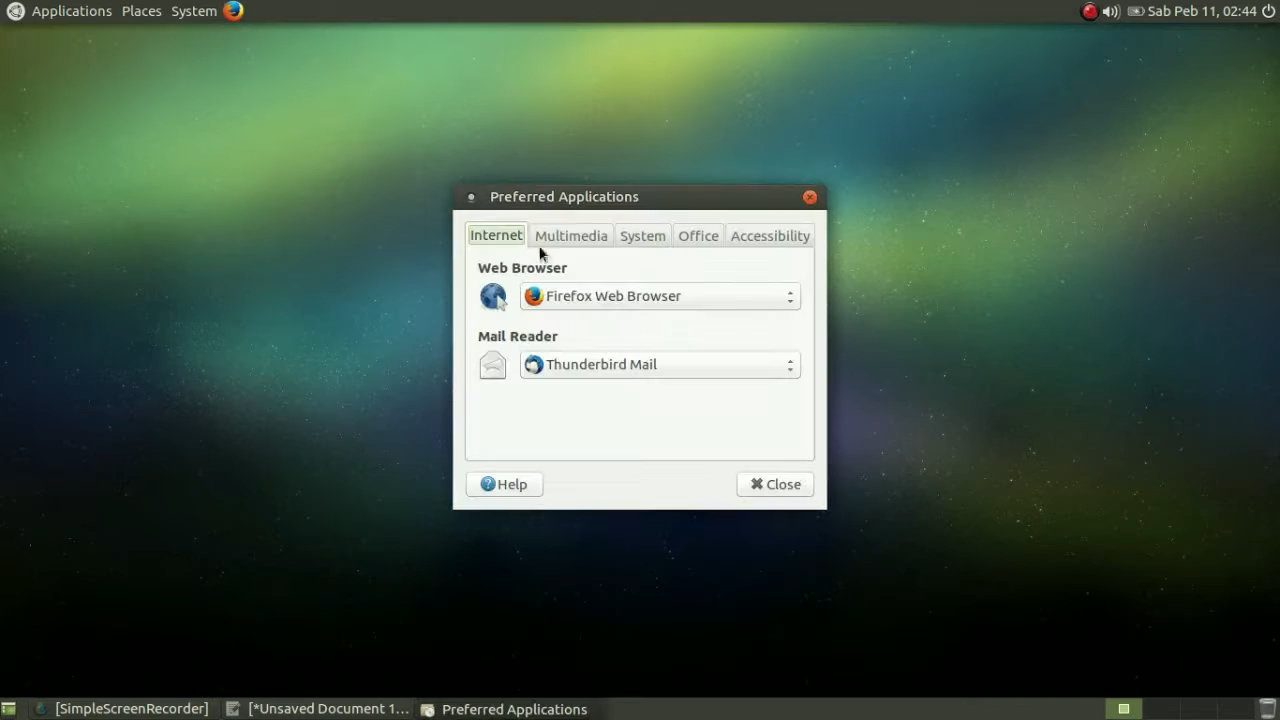 Applications Places System Sab Peb 11, 02:44
Preferred Applications
Internet Multimedia System Office Accessibility
Web Browser
Firefox Web Browser
Mail Reader
Thunderbird Mail
Help Close
[SimpleScreenRecorder] [*Unsaved Document 1... Preferred Applications